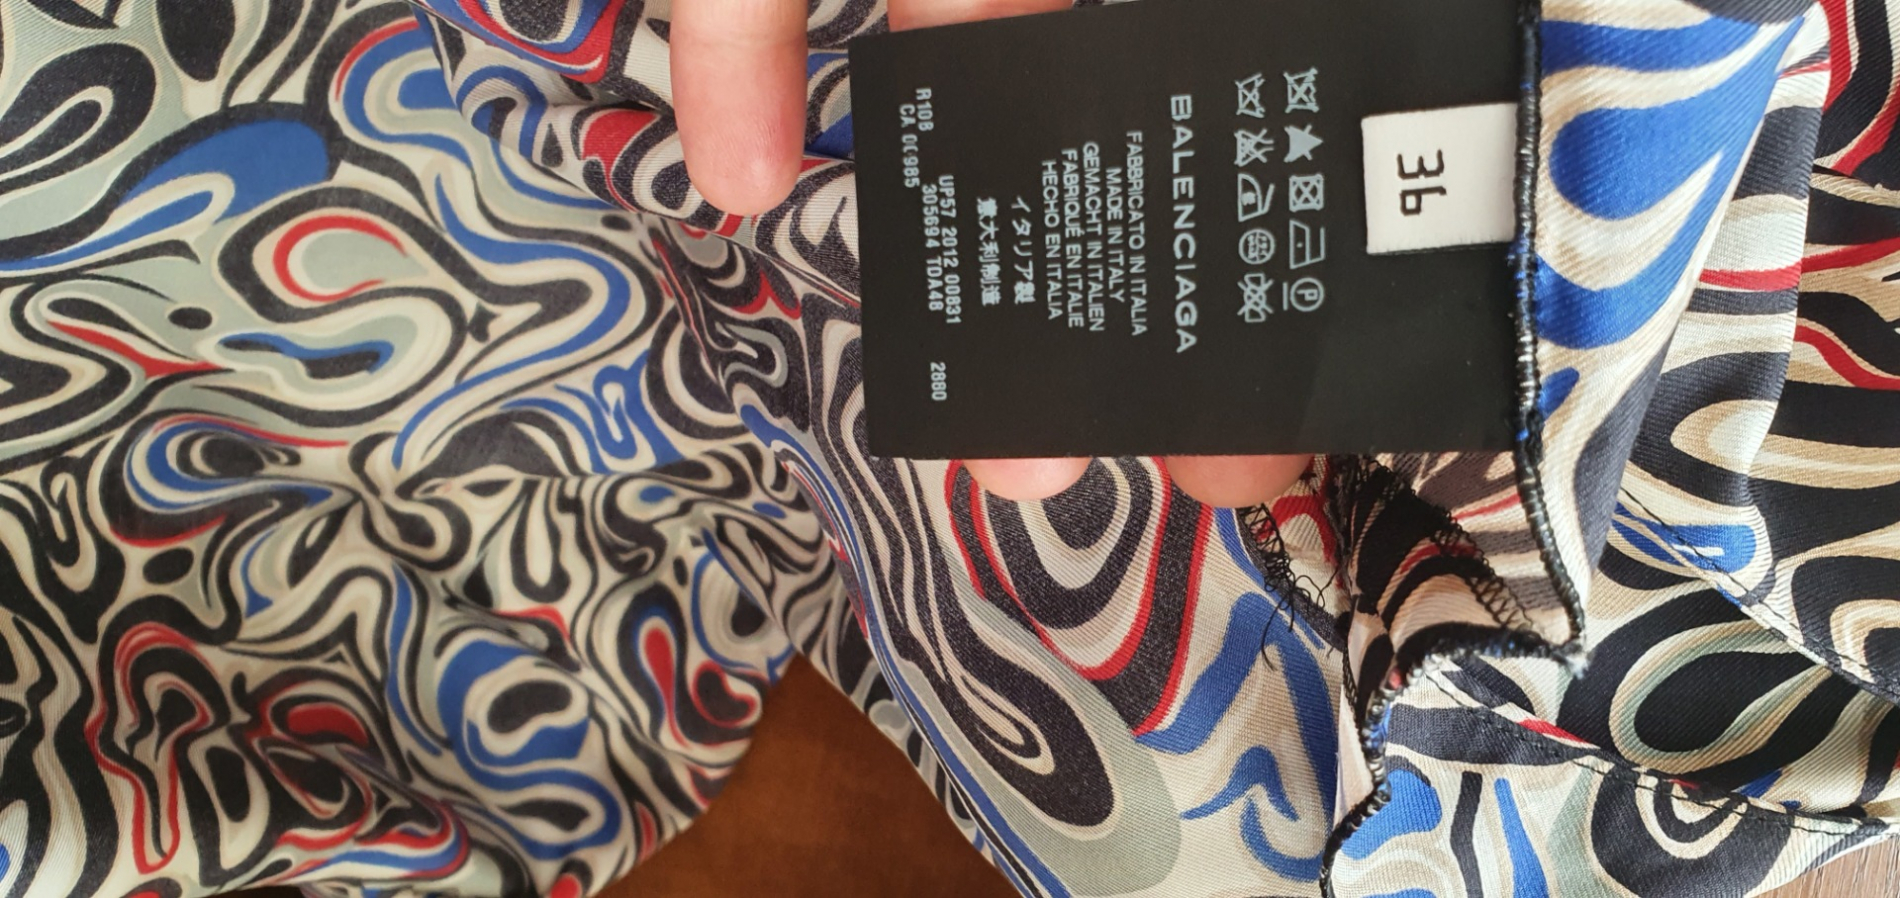 36
BALENCIAGA
FABBRICATO IN ITALIA
MADE IN ITALY
GEMACHT IN ITALIEN
FABRIQUÉ EN ITALIE
HECHO EN ITALIA
イタリア製
意大利制造
UP57 2012 00831
305694 TDA48 2880
R108
CA 00985